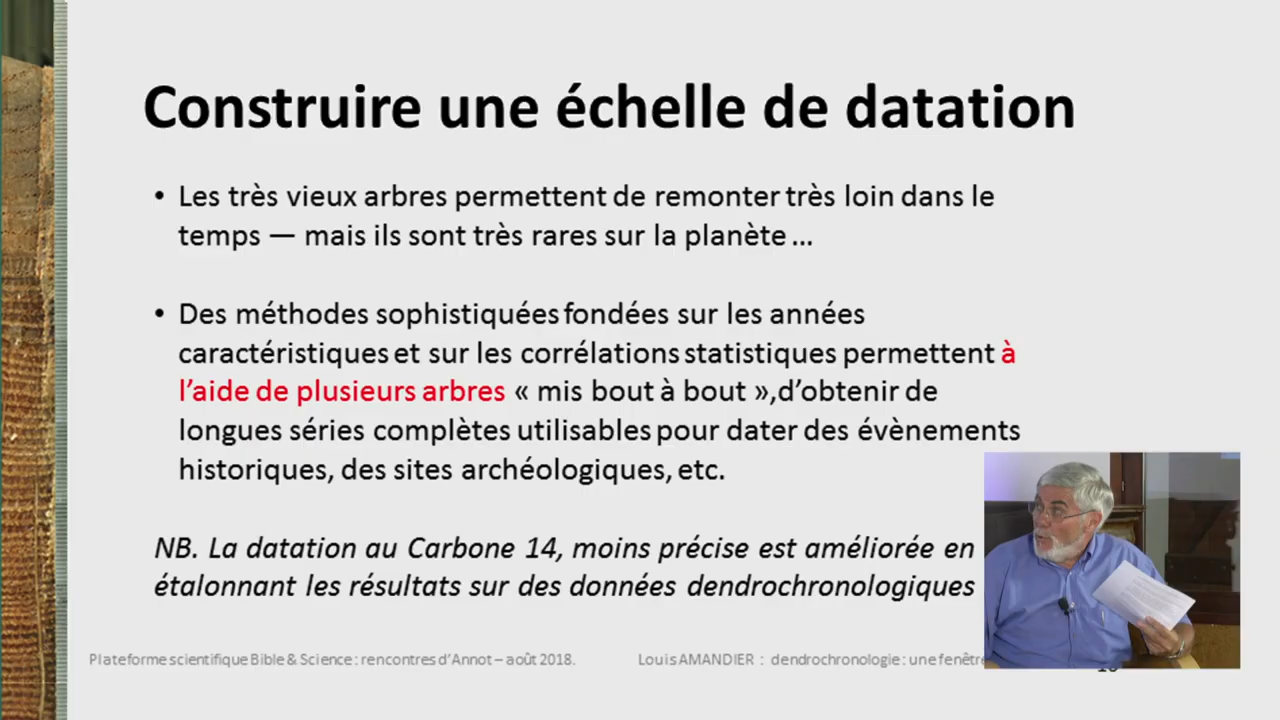 Construire une échelle de datation
• Les très vieux arbres permettent de remonter très loin dans le
temps — mais ils sont très rares sur la planète ...
• Des méthodes sophistiquées fondées sur les années
caractéristiques et sur les corrélations statistiques permettent à
l’aide de plusieurs arbres « mis bout à bout »,d’obtenir de
longues séries complètes utilisables pour dater des évènements
historiques, des sites archéologiques, etc.
NB. La datation au Carbone 14, moins précise est améliorée en
étalonnant les résultats sur des données dendrochronologiques
Plateforme scientifique Bible & Science : rencontres d’Annot – août 2018.
Louis AMANDIER : dendrochronologie : une fenêtre